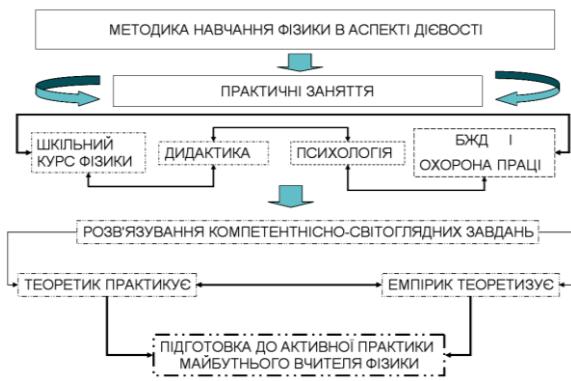 МЕТОДИКА НАВЧАННЯ ФІЗИКИ В АСПЕКТІ ДІЄВОСТІ
ПРАКТИЧНІ ЗАНЯТТЯ
ШКІЛЬНИЙ
КУРС ФІЗИКИ
ДИДАКТИКА
ПСИХОЛОГІЯ
БЖД І
ОХОРОНА ПРАЦІ
РОЗВ'ЯЗУВАННЯ КОМПЕТЕНТНІСНО-СВІТОГЛЯДНИХ ЗАВДАНЬ
ТЕОРЕТИК ПРАКТИКУЄ
ЕМПІРИК ТЕОРЕТИЗУЄ
ПІДГОТОВКА ДО АКТИВНОЇ ПРАКТИКИ
МАЙБУТНЬОГО ВЧИТЕЛЯ ФІЗИКИ